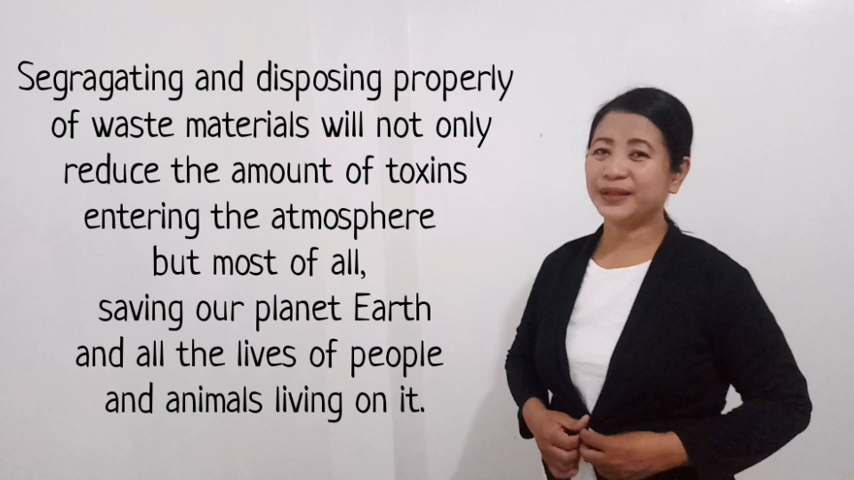 Segragating and disposing properly
of waste materials will not only
reduce the amount of toxins
entering the atmosphere
but most of all,
saving our planet Earth
and all the lives of people
and animals living on it.